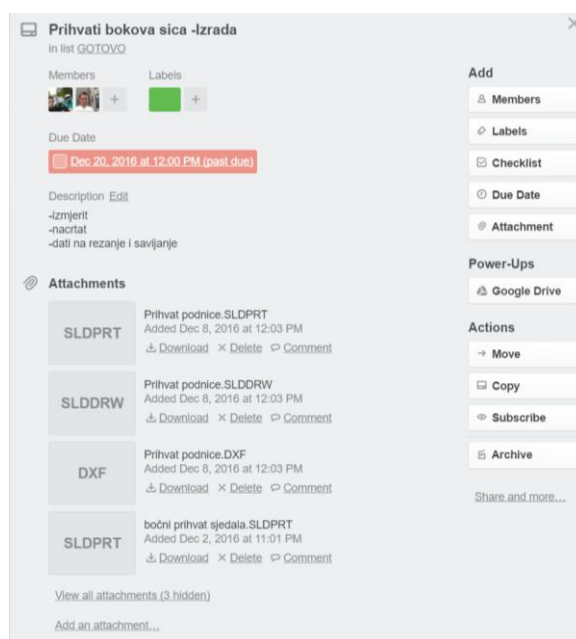 Prihvati bokova sica -Izrada
in list GOTOVO
Members
Labels
+
+
Due Date
Dec 20, 2016 at 12:00 PM (past due)
Description Edit
-izmjerit
-nacrtat
-dati na rezanje i savijanje
Attachments
SLDPRT
Prihvat podnice.SLDPRT
Added Dec 8, 2016 at 12:03 PM
Download Delete Comment
SLDDRW
Prihvat podnice.SLDDRW
Added Dec 8, 2016 at 12:03 PM
Download Delete Comment
DXF
Prihvat podnice.DXF
Added Dec 8, 2016 at 12:03 PM
Download Delete Comment
SLDPRT
bočni prihvat sjedala.SLDPRT
Added Dec 2, 2016 at 11:01 PM
Download Delete Comment
View all attachments (3 hidden)
Add an attachment…
Add
Members
Labels
Checklist
Due Date
Attachment
Power-Ups
Google Drive
Actions
Move
Copy
Subscribe
Archive
Share and more…